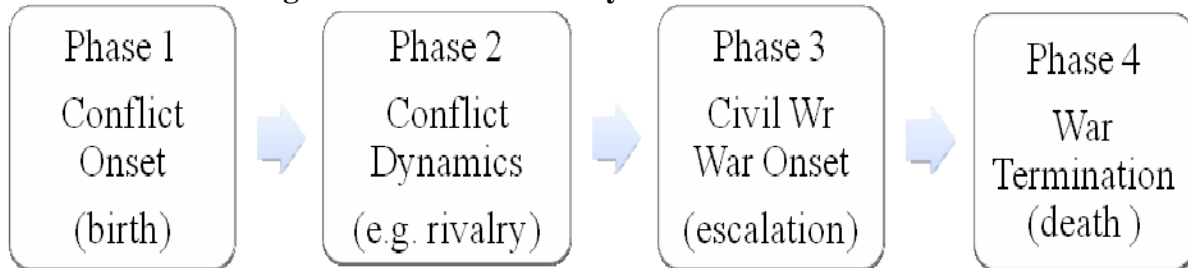 Phase 1
Conflict
Onset
(birth)
Phase 2
Conflict
Dynamics
(e.g. rivalry)
Phase 3
Civil Wr
War Onset
(escalation)
Phase 4
War
Termination
(death )